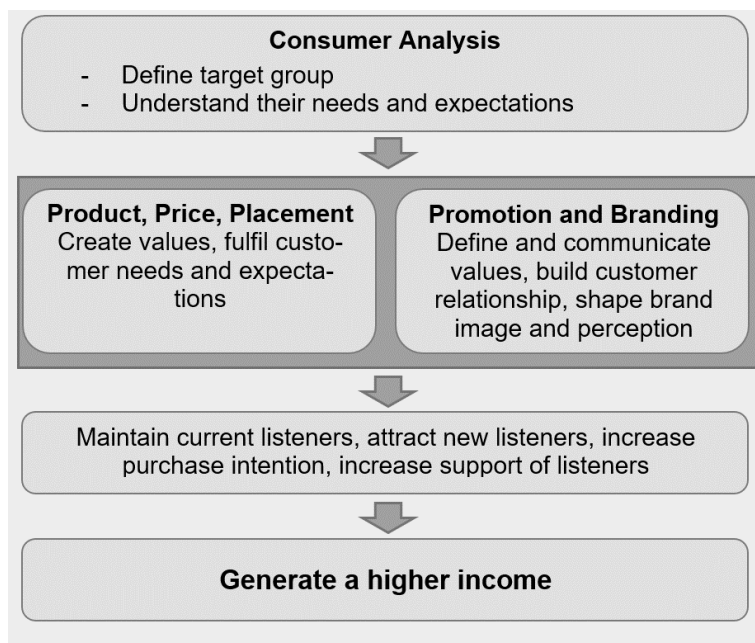 Consumer Analysis
- Define target group
- Understand their needs and expectations
Product, Price, Placement
Create values, fulfil custo-
mer needs and expecta-
tions
Promotion and Branding
Define and communicate
values, build customer
relationship, shape brand
image and perception
Maintain current listeners, attract new listeners, increase
purchase intention, increase support of listeners
Generate a higher income